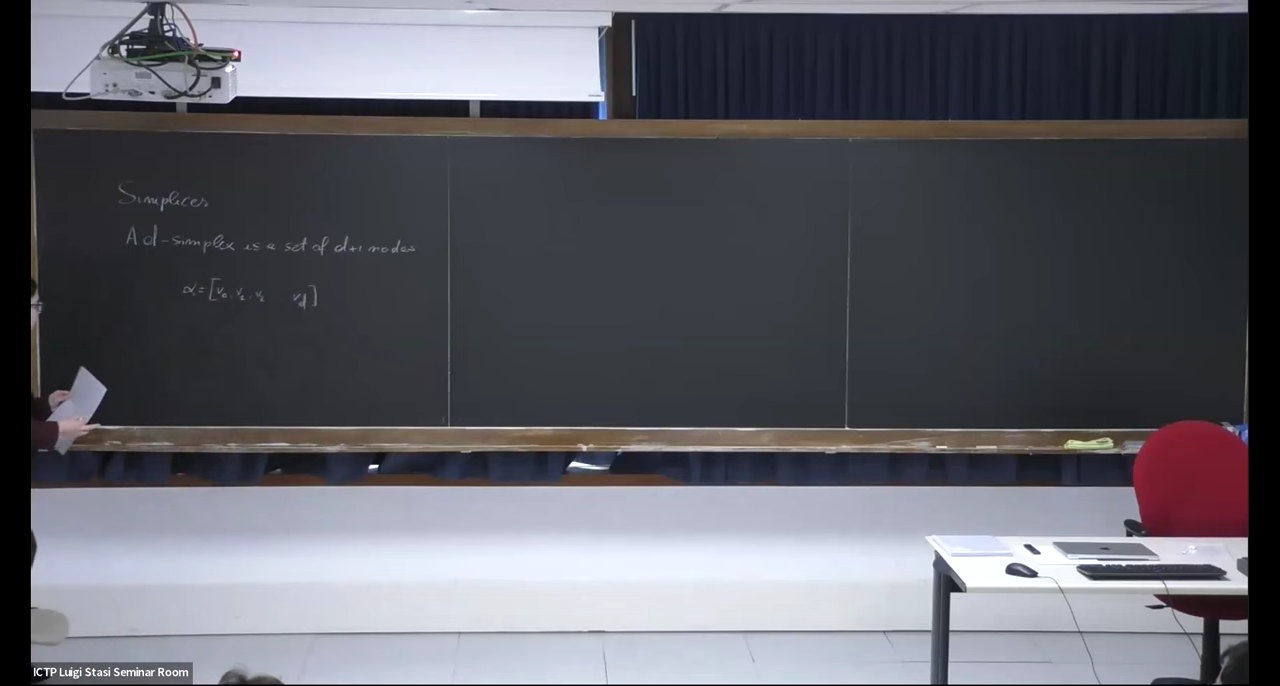 Simplices
A d-simplex is a set of d+1 nodes
α = [v₀, v₁, v₂ v_d]
ICTP Luigi Stasi Seminar Room